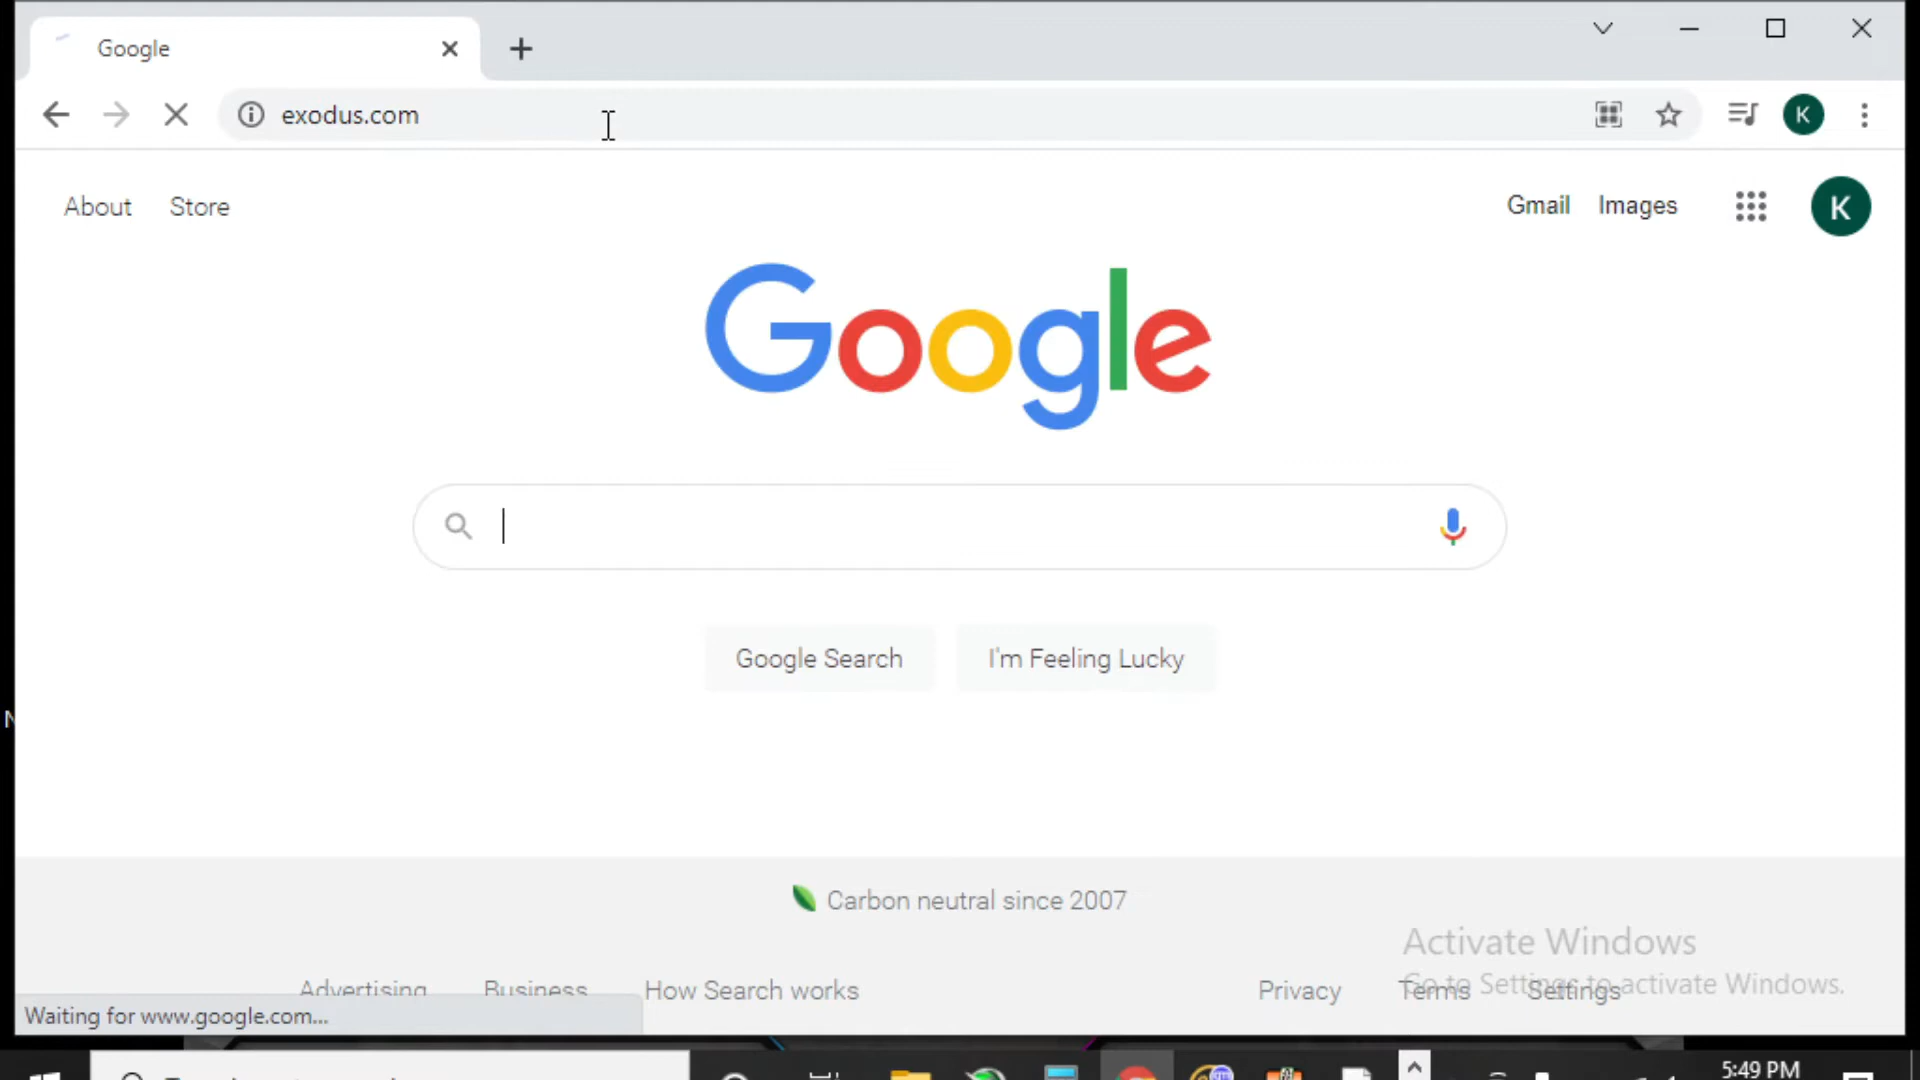 Google
exodus.com
K
About Store
Gmail Images
K
Google
Google Search I'm Feeling Lucky
Carbon neutral since 2007
Activate Windows
Go to Settings to activate Windows.
Advertising Business How Search works
Privacy Terms Settings
Waiting for www.google.com...
5:49 PM